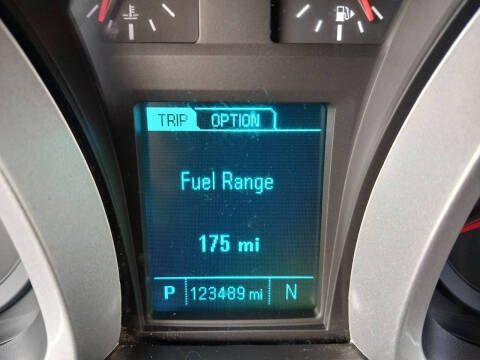 TRIP OPTION
Fuel Range
175 mi
P 123489 mi N